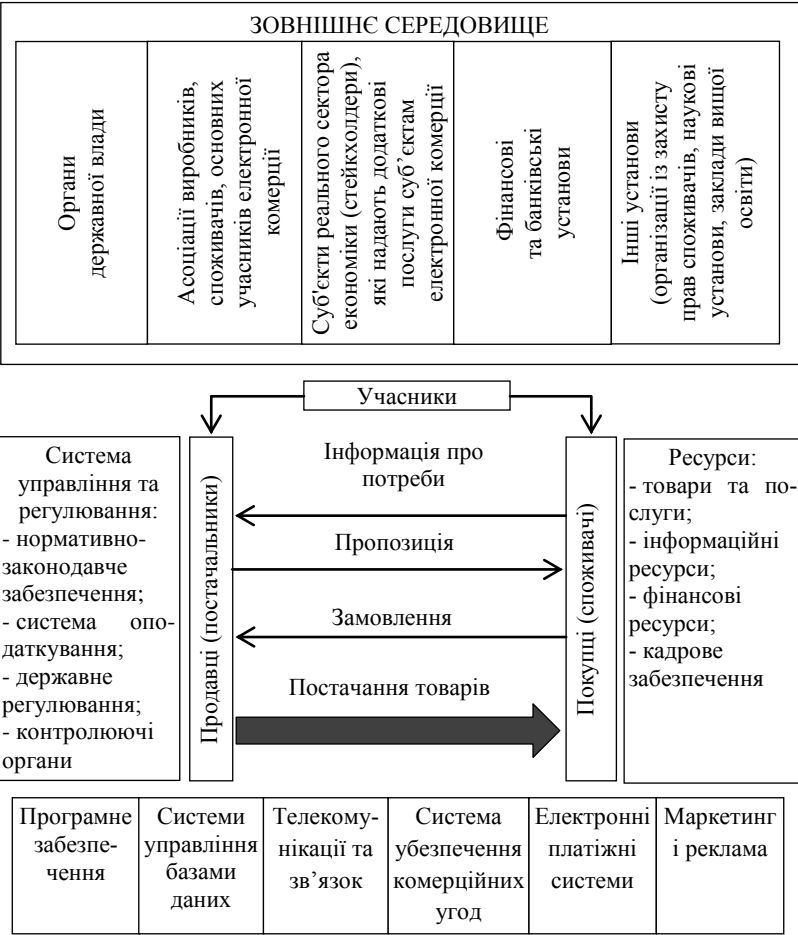 ЗОВНІШНЄ СЕРЕДОВИЩЕ
Органи
державної влади
Асоціації виробників,
споживачів, основних
учасників електронної
комерції
Суб'єкти реального сектора
економіки (стейкхолдери),
які надають додаткові
послуги суб’єктам
електронної комерції
Фінансові
та банківські
установи
Інші установи
(організації із захисту
прав споживачів, наукові
установи, заклади вищої
освіти)
Учасники
Система
управління та
регулювання:
- нормативно-
законодавче
забезпечення;
- система опо-
даткування;
- державне
регулювання;
- контролюючі
органи
Продавці (постачальники)
Інформація про
потреби
Пропозиція
Замовлення
Постачання товарів
Покупці (споживачі)
Ресурси:
- товари та по-
слуги;
- інформаційні
ресурси;
- фінансові
ресурси;
- кадрове
забезпечення
Програмне
забезпе-
чення
Системи
управління
базами
даних
Телекому-
нікації та
зв’язок
Система
убезпечення
комерційних
угод
Електронні
платіжні
системи
Маркетинг
і реклама